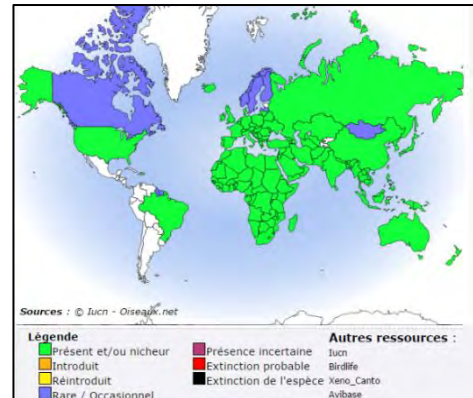 Sources : © Iucn - Oiseaux.net
Légende
Présent et/ou nicheur
Introduit
Réintroduit
Rare / Occasionnel
Présence incertaine
Extinction probable
Extinction de l'espèce
Autres ressources :
Iucn
Birdlife
Xeno_Canto
Avibase